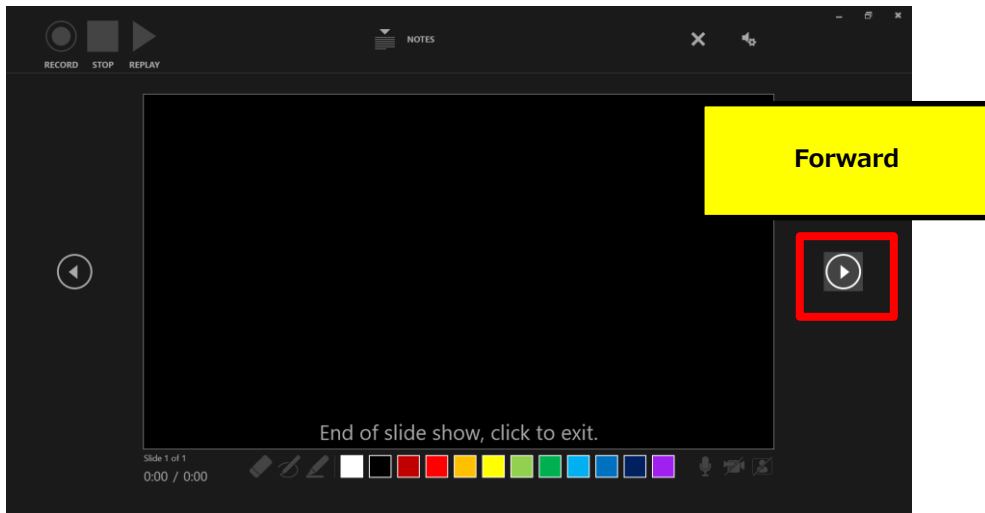 RECORD STOP REPLAY
NOTES
Forward
End of slide show, click to exit.
Slide 1 of 1
0:00 / 0:00